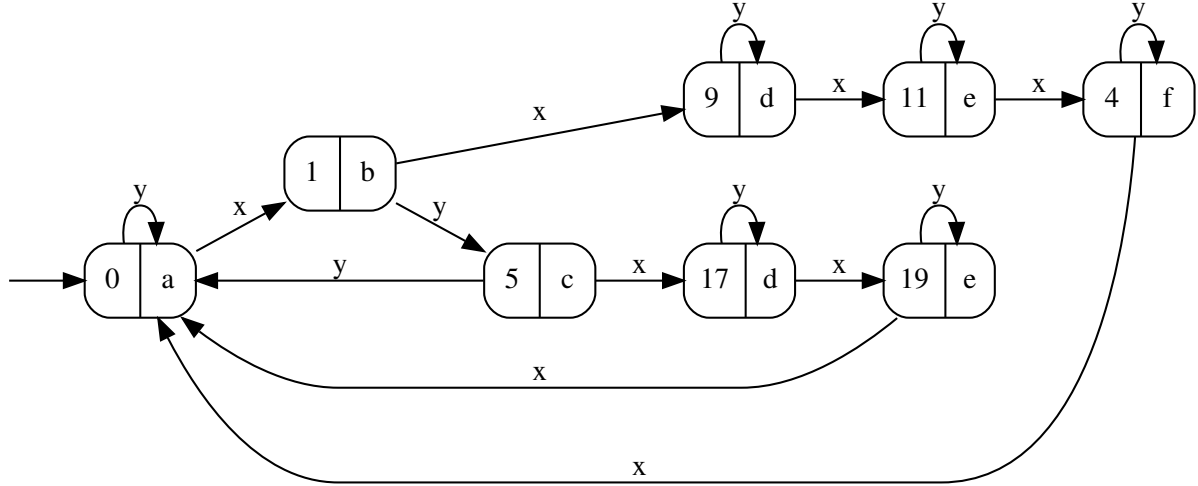 y y y
9 d x 11 e x 4 f
x
1 b
y y y
x y
0 a y 5 c x 17 d x 19 e
x
x